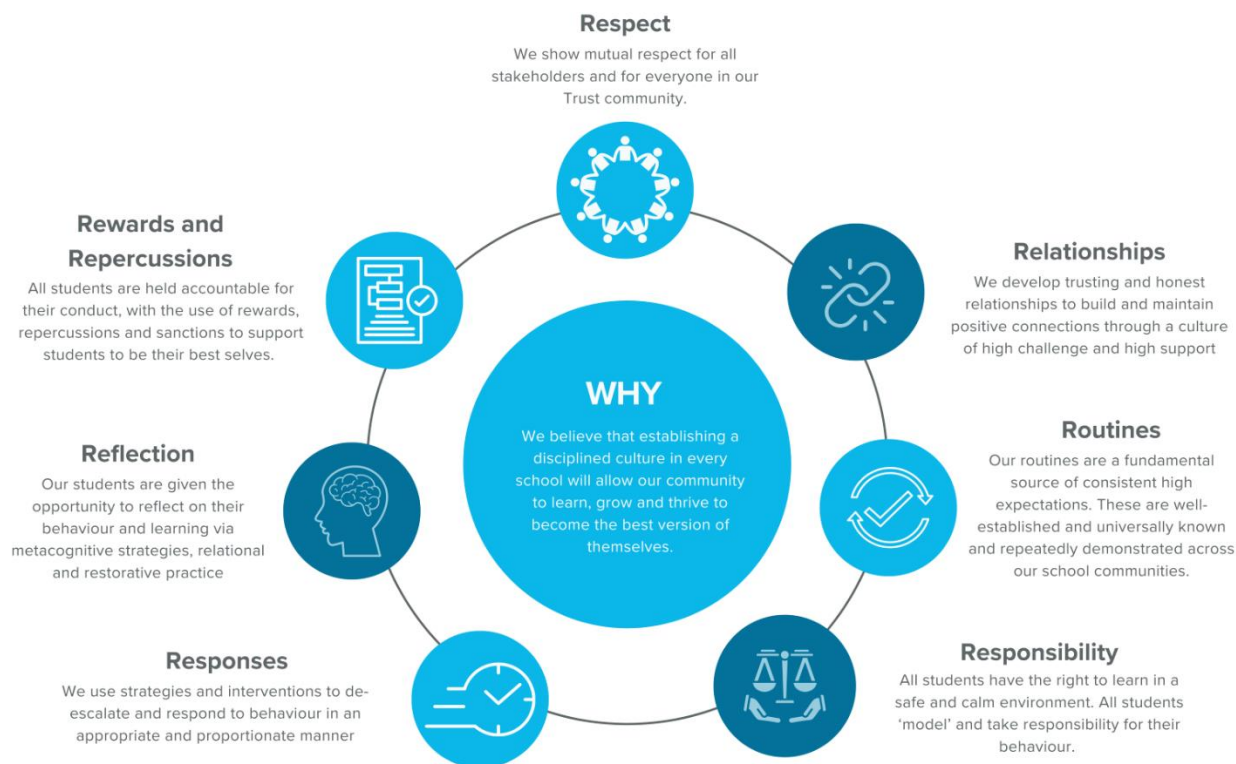 Respect
We show mutual respect for all
stakeholders and for everyone in our
Trust community.
Relationships
We develop trusting and honest
relationships to build and maintain
positive connections through a culture
of high challenge and high support
Routines
Our routines are a fundamental
source of consistent high
expectations. These are well-
established and universally known
and repeatedly demonstrated across
our school communities.
Responsibility
All students have the right to learn in a
safe and calm environment. All students
‘model’ and take responsibility for their
behaviour.
Responses
We use strategies and interventions to de-
escalate and respond to behaviour in an
appropriate and proportionate manner
Reflection
Our students are given the
opportunity to reflect on their
behaviour and learning via
metacognitive strategies, relational
and restorative practice
Rewards and
Repercussions
All students are held accountable for
their conduct, with the use of rewards,
repercussions and sanctions to support
students to be their best selves.
WHY
We believe that establishing a
disciplined culture in every
school will allow our community
to learn, grow and thrive to
become the best version of
themselves.